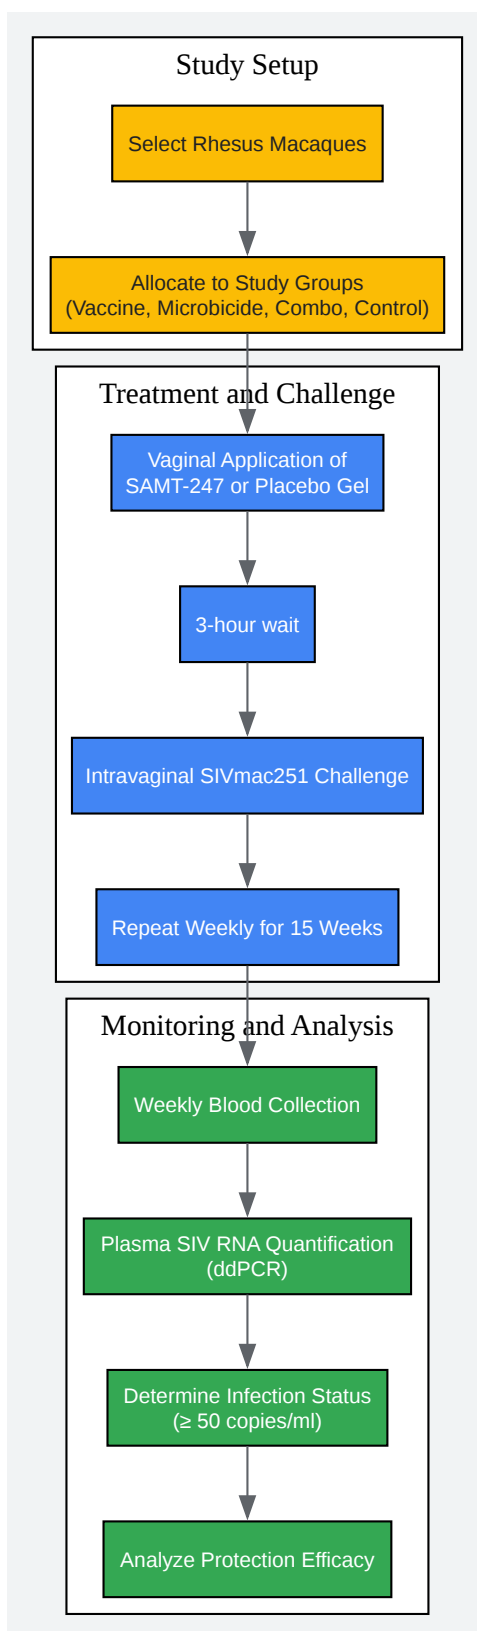 Study Setup
Select Rhesus Macaques
Allocate to Study Groups
(Vaccine, Microbicide, Combo, Control)
Treatment and Challenge
Vaginal Application of
SAMT-247 or Placebo Gel
3-hour wait
Intravaginal SIVmac251 Challenge
Repeat Weekly for 15 Weeks
Monitoring and Analysis
Weekly Blood Collection
Plasma SIV RNA Quantification
(ddPCR)
Determine Infection Status
(≥ 50 copies/ml)
Analyze Protection Efficacy